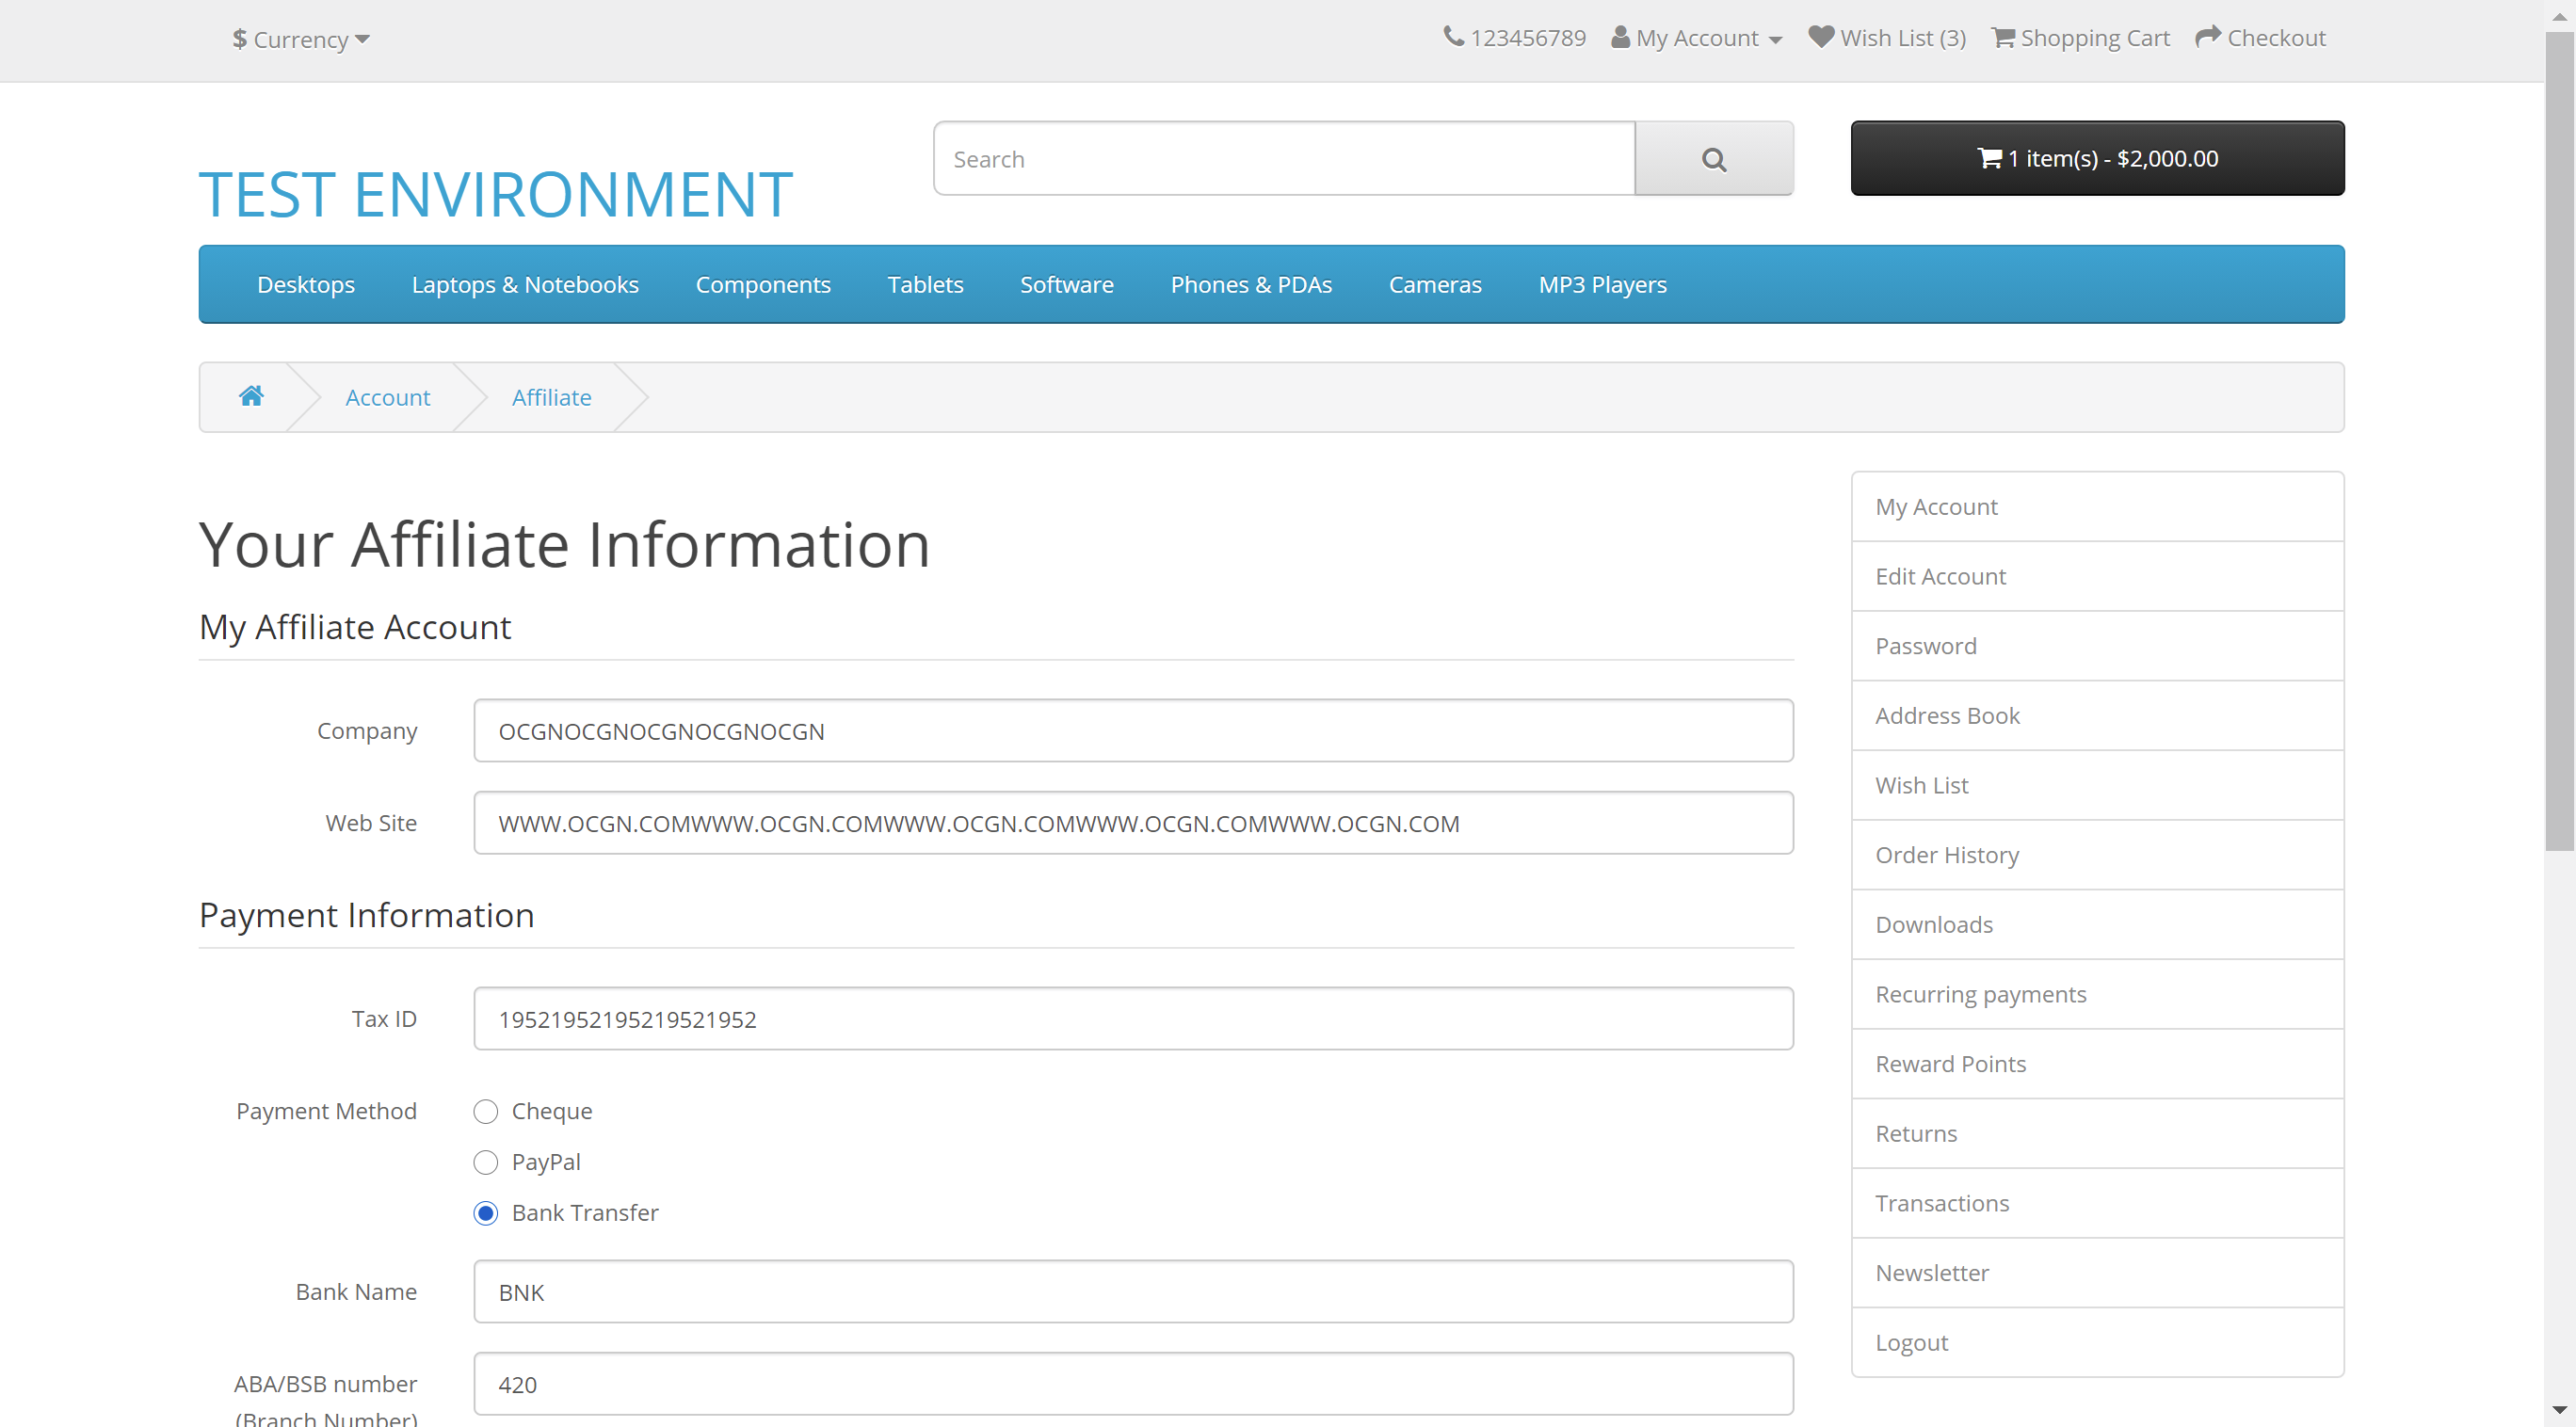 $ Currency
123456789 My Account Wish List (3) Shopping Cart Checkout
TEST ENVIRONMENT
Search
1 item(s) - $2,000.00
Desktops Laptops & Notebooks Components Tablets Software Phones & PDAs Cameras MP3 Players
Account Affiliate
Your Affiliate Information
My Affiliate Account
Company OCGNOCGNOCGNOCGNOCGN
Web Site WWW.OCGN.COMWWW.OCGN.COMWWW.OCGN.COMWWW.OCGN.COMWWW.OCGN.COM
Payment Information
Tax ID 19521952195219521952
Payment Method Cheque
PayPal
Bank Transfer
Bank Name BNK
ABA/BSB number 420
(Branch Number)
My Account
Edit Account
Password
Address Book
Wish List
Order History
Downloads
Recurring payments
Reward Points
Returns
Transactions
Newsletter
Logout